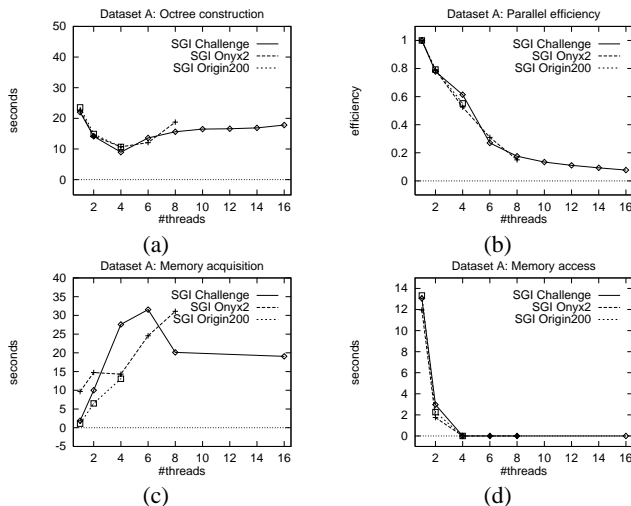 Dataset A: Octree construction
50
40
30
20
10
0
seconds
SGI Challenge
SGI Onyx2
SGI Origin200
2 4 6 8 10 12 14 16
#threads
(a)
Dataset A: Parallel efficiency
1
0.8
0.6
0.4
0.2
0
efficiency
SGI Challenge
SGI Onyx2
SGI Origin200
2 4 6 8 10 12 14 16
#threads
(b)
Dataset A: Memory acquisition
40
35
30
25
20
15
10
5
0
-5
seconds
SGI Challenge
SGI Onyx2
SGI Origin200
2 4 6 8 10 12 14 16
#threads
(c)
Dataset A: Memory access
14
12
10
8
6
4
2
0
seconds
SGI Challenge
SGI Onyx2
SGI Origin200
2 4 6 8 10 12 14 16
#threads
(d)